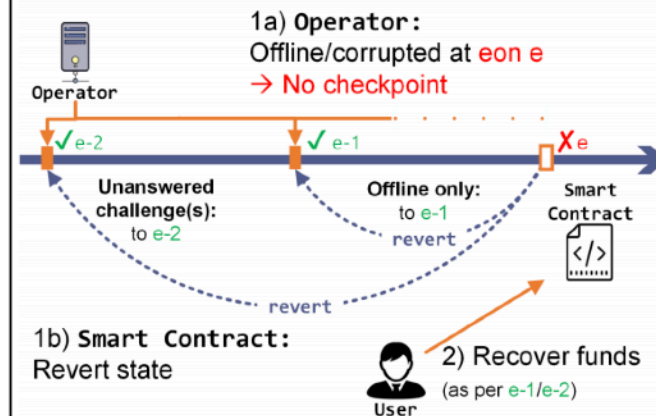 1a) Operator:
Offline/corrupted at eon e
→ No checkpoint
Operator
✓ e-2
✓ e-1
✗ e
Unanswered
challenge(s):
to e-2
Offline only:
to e-1
Smart
Contract
revert
</>
revert
1b) Smart Contract:
Revert state
2) Recover funds
(as per e-1/e-2)
User